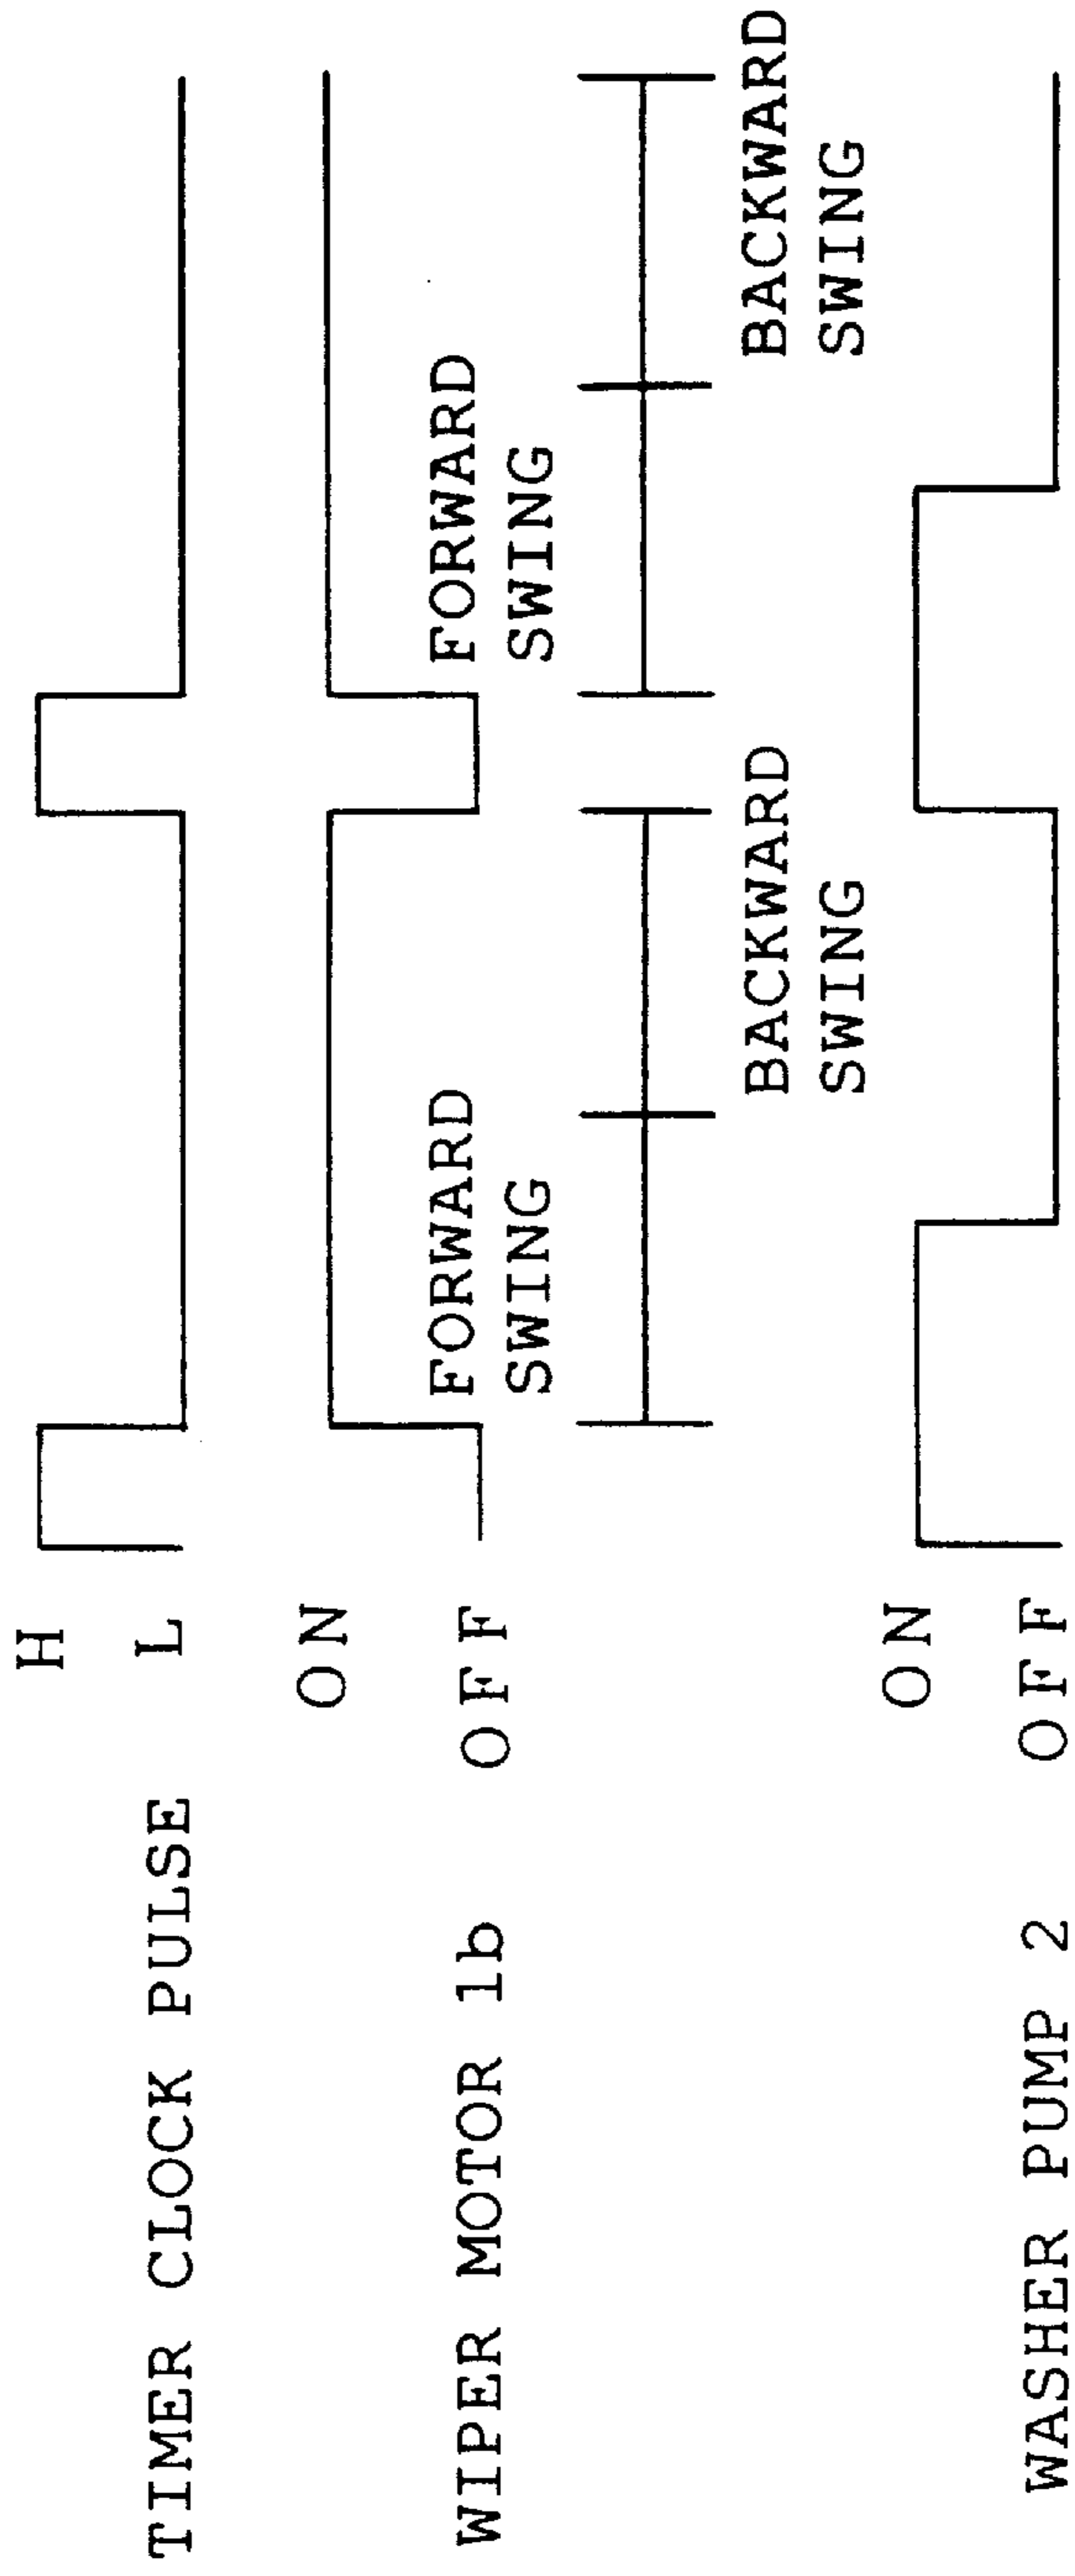 H
TIMER CLOCK PULSE L
ON
WIPER MOTOR 1b OFF
FORWARD
SWING
FORWARD
SWING
BACKWARD
SWING
BACKWARD
SWING
ON
WASHER PUMP 2 OFF